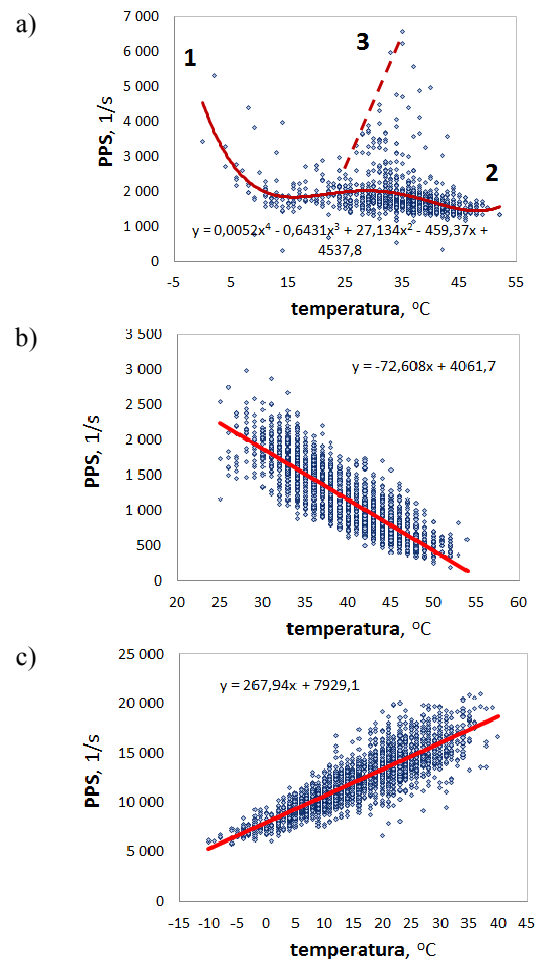 a)
7 000
6 000
5 000
4 000
3 000
2 000
1 000
0
PPS, 1/s
1
3
2
y = 0,0052x⁴ - 0,6431x³ + 27,134x² - 459,37x +
4537,8
-5 5 15 25 35 45 55
temperatura, °C
b)
3 500
3 000
2 500
2 000
1 500
1 000
500
0
PPS, 1/s
y = -72,608x + 4061,7
20 25 30 35 40 45 50 55 60
temperatura, °C
c)
25 000
20 000
15 000
10 000
5 000
0
PPS, 1/s
y = 267,94x + 7929,1
-15 -10 -5 0 5 10 15 20 25 30 35 40 45
temperatura, °C